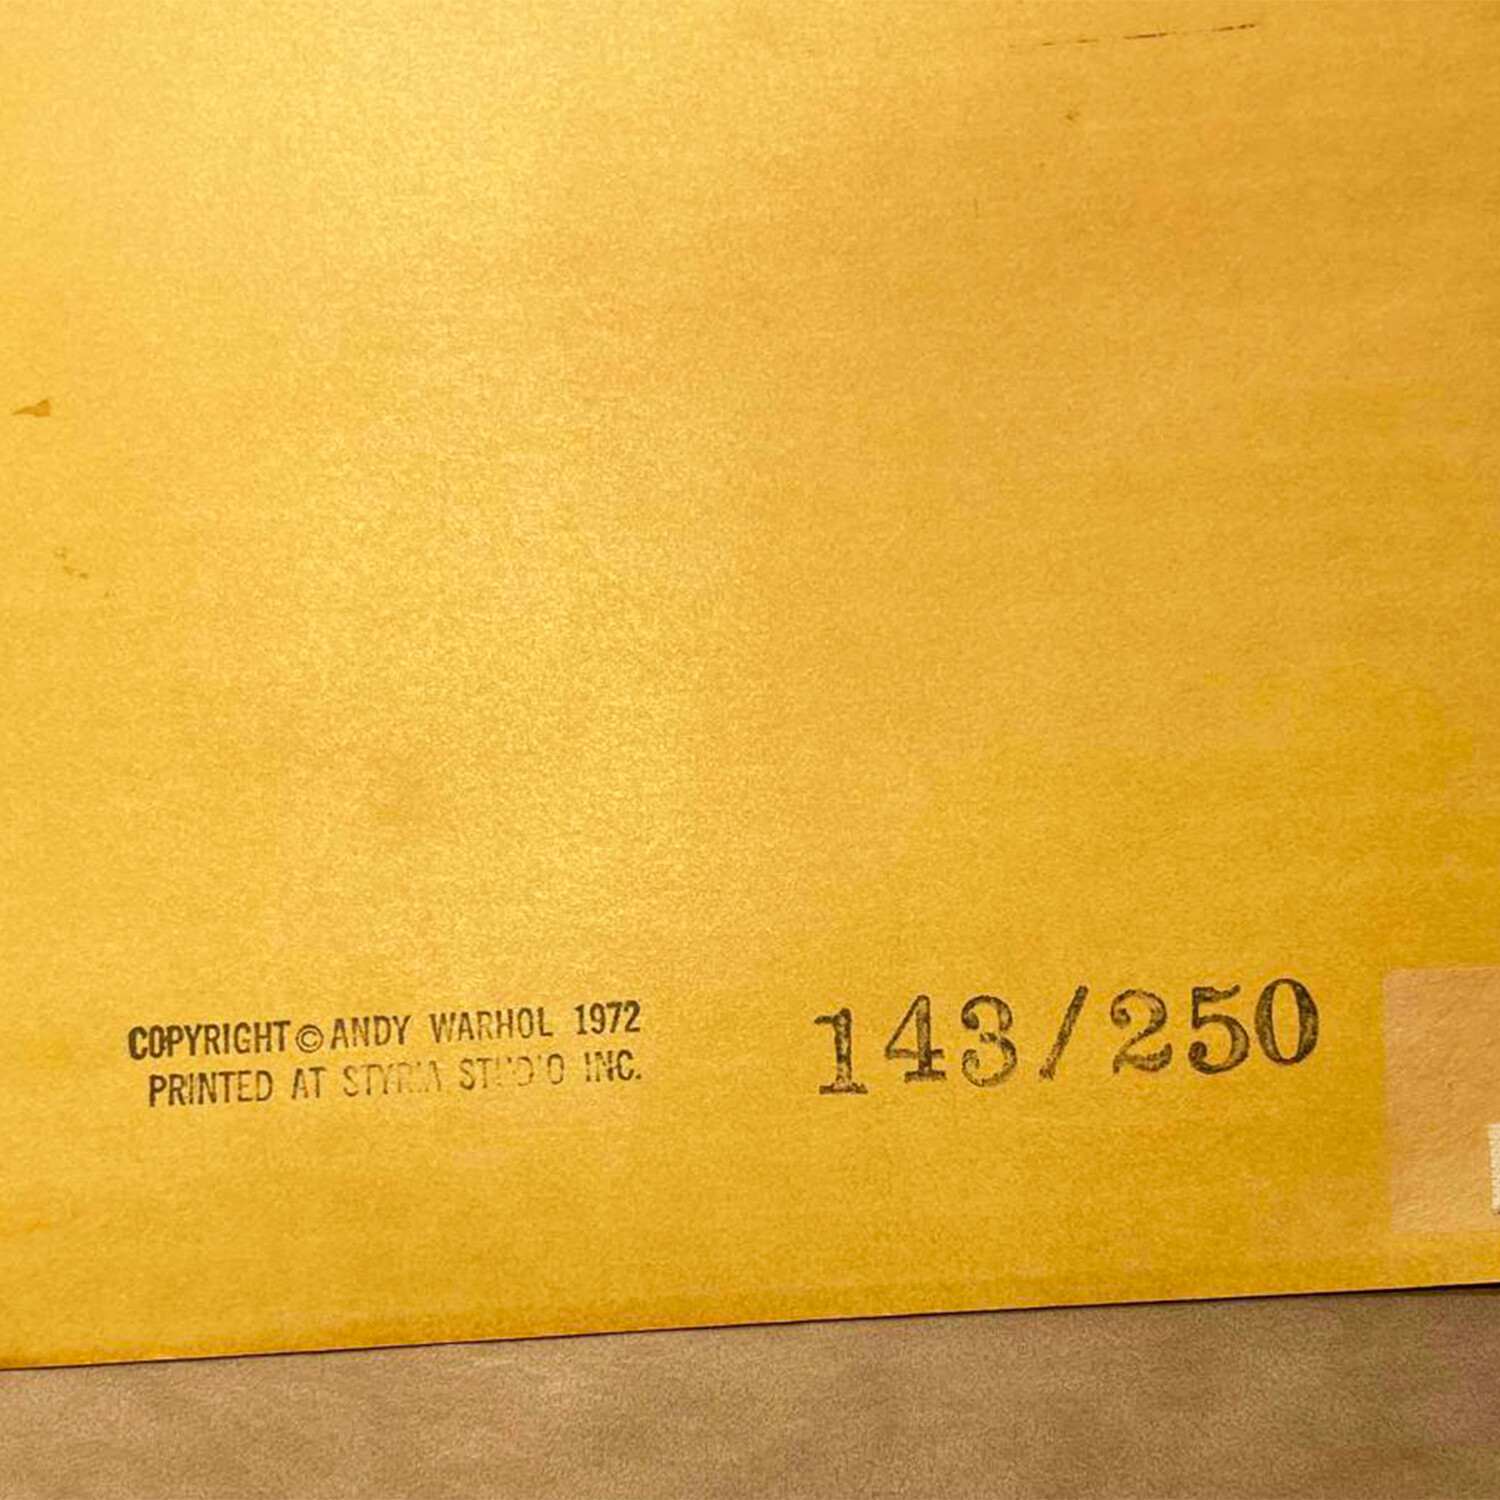 COPYRIGHT © ANDY WARHOL 1972
PRINTED AT STYRIA STUDIO INC.
143/250